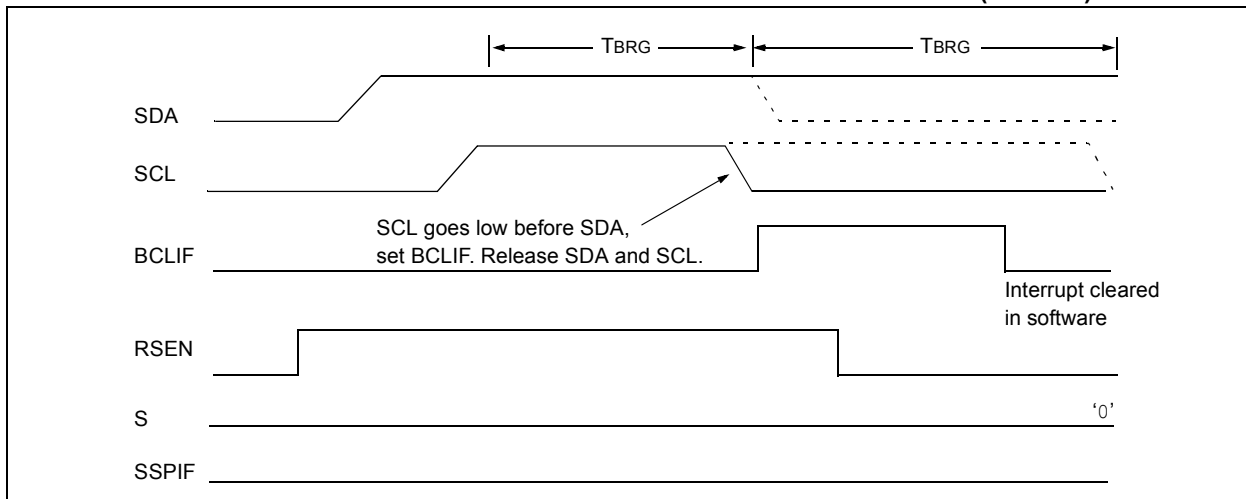 TBRG
TBRG
SDA
SCL
SCL goes low before SDA,
set BCLIF. Release SDA and SCL.
BCLIF
Interrupt cleared
in software
RSEN
S
‘0’
SSPIF